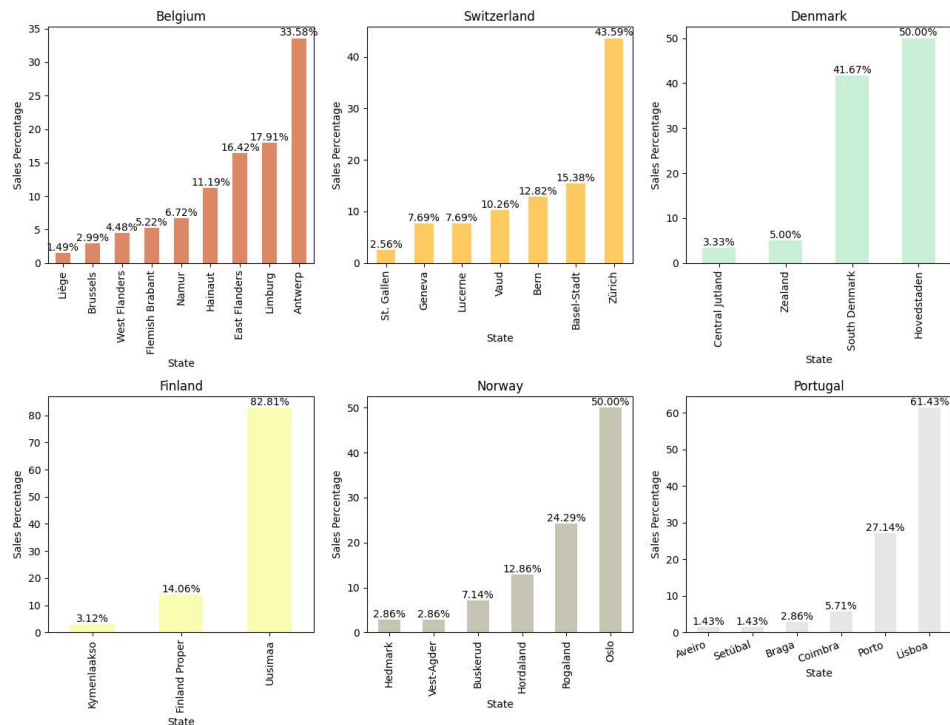 Belgium
Sales Percentage
35
30
25
20
15
10
5
0
1.49%
2.99%
4.48%
5.22%
6.72%
11.19%
16.42%
17.91%
33.58%
Liège
Brussels
West Flanders
Flemish Brabant
Namur
Hainaut
East Flanders
Limburg
Antwerp
State
Switzerland
Sales Percentage
40
30
20
10
0
2.56%
7.69%
7.69%
10.26%
12.82%
15.38%
43.59%
St. Gallen
Geneva
Lucerne
Vaud
Bern
Basel-Stadt
Zürich
State
Denmark
Sales Percentage
50
40
30
20
10
0
3.33%
5.00%
41.67%
50.00%
Central Jutland
Zealand
South Denmark
Hovedstaden
State
Finland
Sales Percentage
80
70
60
50
40
30
20
10
0
3.12%
14.06%
82.81%
Kymenlaakso
Finland Proper
Uusimaa
State
Norway
Sales Percentage
50
40
30
20
10
0
2.86%
2.86%
7.14%
12.86%
24.29%
50.00%
Hedmark
Vest-Agder
Buskerud
Hordaland
Rogaland
Oslo
State
Portugal
Sales Percentage
60
50
40
30
20
10
0
1.43%
1.43%
2.86%
5.71%
27.14%
61.43%
Aveiro
Setúbal
Braga
Coimbra
Porto
Lisboa
State